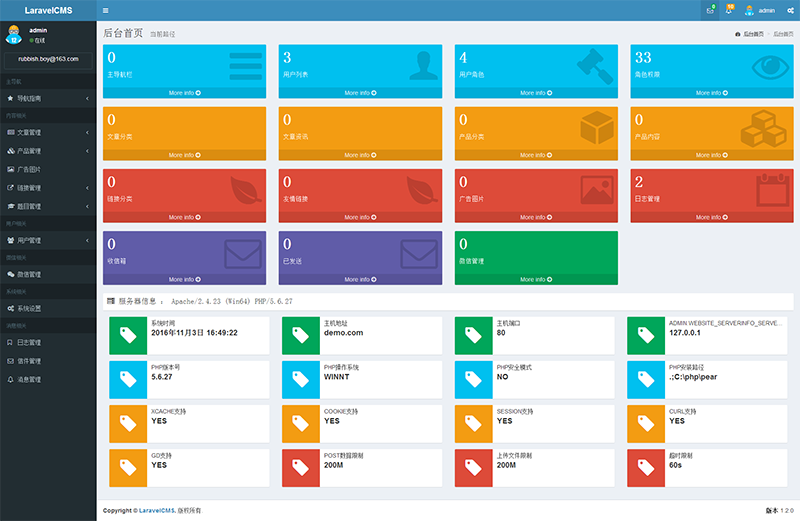 LaravelCMS
admin
admin
在线
rubbish.boy@163.com
主导航
导航指南
内容相关
文章管理
产品管理
广告图片
链接管理
题目管理
用户相关
用户管理
微信相关
微信管理
系统相关
系统设置
消息相关
日志管理
信件管理
消息管理
后台首页 当前路径
后台首页 后台首页
0
主导航栏
More info
3
用户列表
More info
4
用户角色
More info
33
角色权限
More info
0
文章分类
More info
0
文章资讯
More info
0
产品分类
More info
0
产品内容
More info
0
链接分类
More info
0
友情链接
More info
0
广告图片
More info
2
日志管理
More info
0
收信箱
More info
0
已发送
More info
0
微信管理
More info
服务器信息 : Apache/2.4.23 (Win64) PHP/5.6.27
系统时间
2016年11月3日 16:49:22
主机地址
demo.com
主机端口
80
ADMIN.WEBSITE_SERVERINFO_SERVE...
127.0.0.1
PHP版本号
5.6.27
PHP操作系统
WINNT
PHP安全模式
NO
PHP安装路径
.;C:\php\pear
XCACHE支持
YES
COOKIE支持
YES
SESSION支持
YES
CURL支持
YES
GD支持
YES
POST数据限制
200M
上传文件限制
200M
超时限制
60s
Copyright © LaravelCMS. 版权所有.
版本 1.2.0